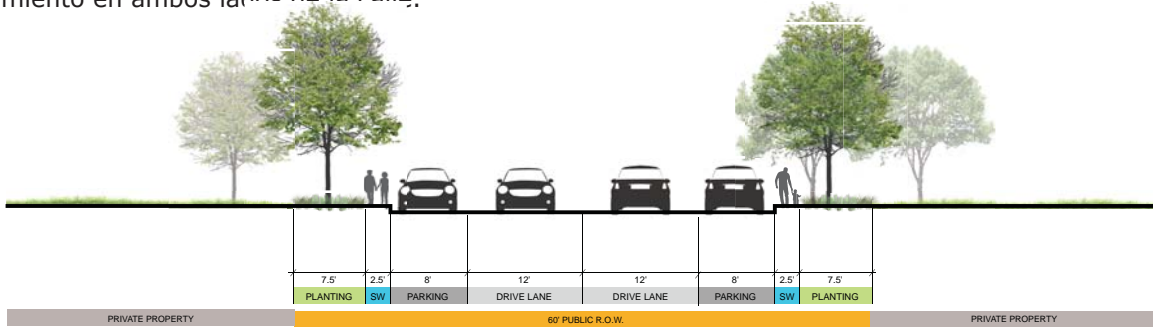 miento en ambos la
7.5' 2.5' 8' 12' 12' 8' 2.5' 7.5'
PLANTING SW PARKING DRIVE LANE DRIVE LANE PARKING SW PLANTING
PRIVATE PROPERTY 60' PUBLIC R.O.W. PRIVATE PROPERTY